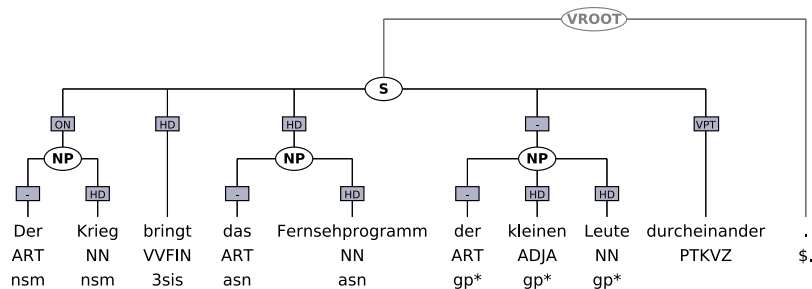 VROOT
S
ON HD HD - VPT
NP NP NP
- HD - HD - HD HD
Der Krieg bringt das Fernsehprogramm der kleinen Leute durcheinander .
ART NN VVFIN ART NN ART ADJA NN PTKVZ $.
nsm nsm 3sis asn asn gp* gp* gp*